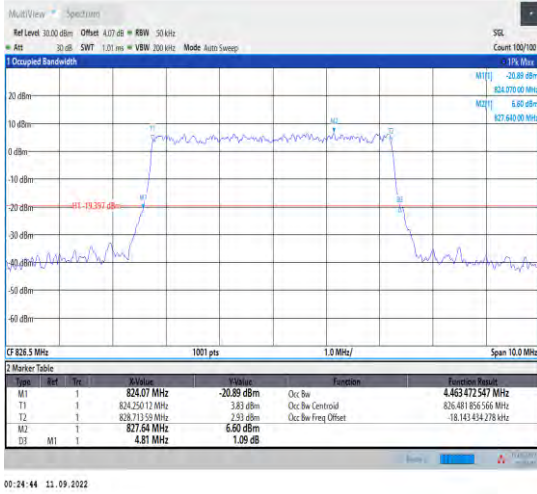 MultiView Spectrum
Ref Level 30.00 dBm Offset 4.07 dB RBW 50 kHz SGL
Att 30 dB SWT 1.01 ms VBW 200 kHz Mode Auto Sweep Count 100/100
1 Occupied Bandwidth 1Pk Max
M1[1] -20.89 dBm
824.070 00 MHz
M2[1] 6.60 dBm
827.640 00 MHz
20 dBm
10 dBm
M2
T1
0 dBm
-10 dBm
M1
-20 dBm
H1 -19.397 dBm
-40 dBm
-50 dBm
-60 dBm
CF 826.5 MHz 1001 pts 1.0 MHz/ Span 10.0 MHz
2 Marker Table
Type Ref Trc X-Value Y-Value Function Function Result
M1 1 824.07 MHz -20.89 dBm Occ Bw 4.463 472 547 MHz
T1 1 824.250 12 MHz 3.83 dBm Occ Bw Centroid 826.481 856 566 MHz
T2 1 828.713 59 MHz 2.93 dBm Occ Bw Freq Offset -18.143 434 278 kHz
M2 1 827.64 MHz 6.60 dBm
D3 M1 1 4.81 MHz 1.09 dB
00:24:44 11.09.2022